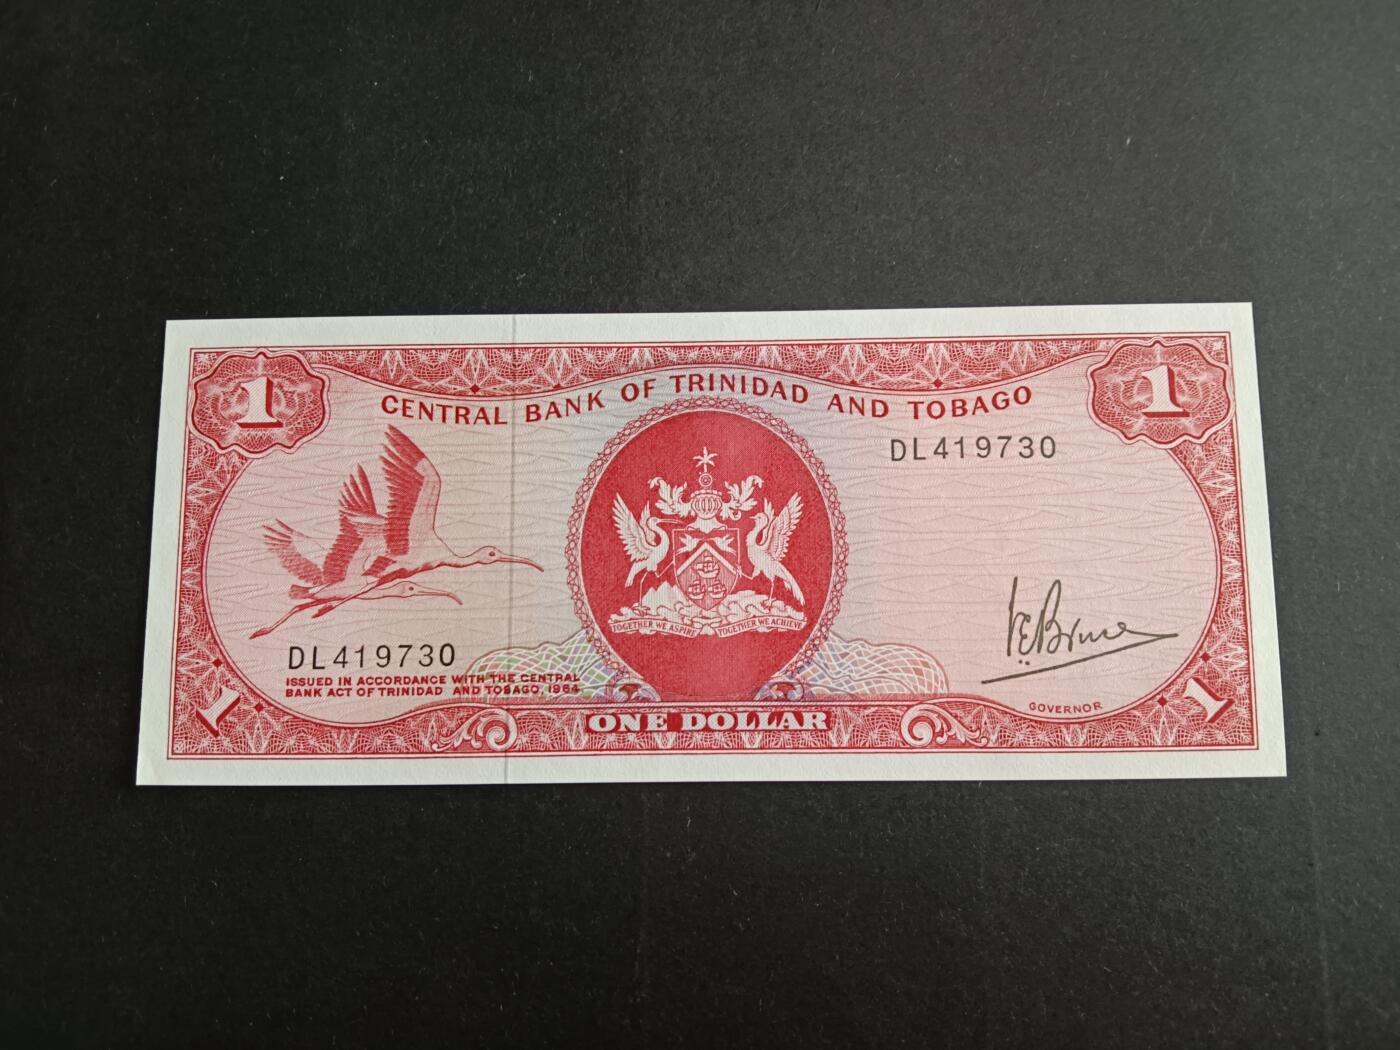 1
1
CENTRAL BANK OF TRINIDAD AND TOBAGO
DL419730
TOGETHER WE ASPIRE TOGETHER WE ACHIEVE
DL419730
ISSUED IN ACCORDANCE WITH THE CENTRAL
BANK ACT OF TRINIDAD AND TOBAGO, 1964
V E Bruce
GOVERNOR
1
ONE DOLLAR
1